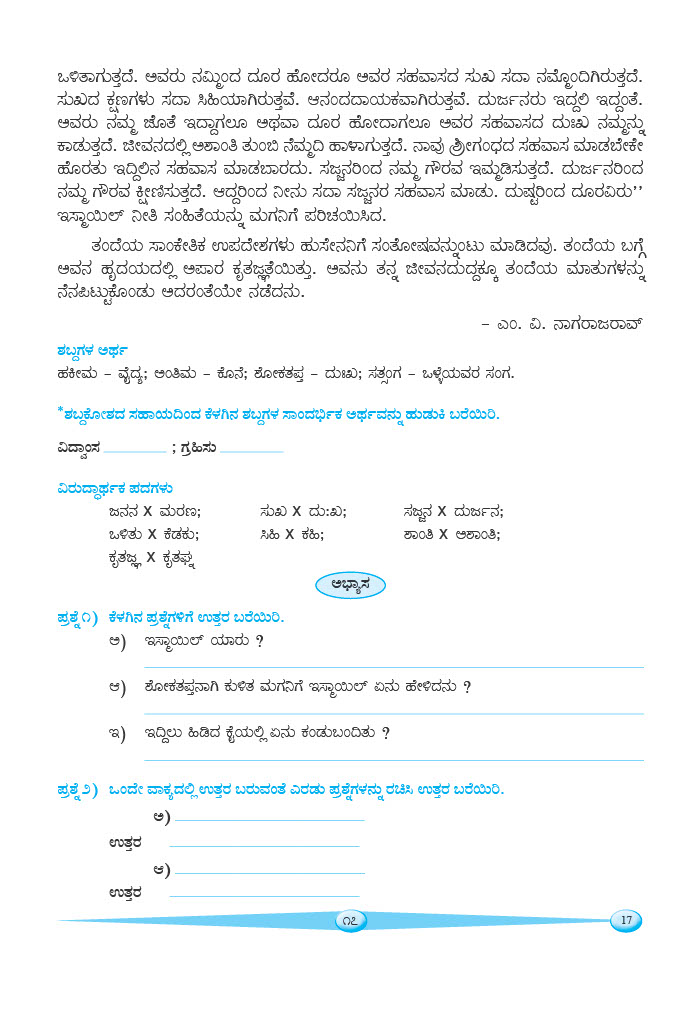 ಒಳಿತಾಗುತ್ತದೆ. ಅವರು ನಮ್ಮಿಂದ ದೂರ ಹೋದರೂ ಅವರ ಸಹವಾಸದ ಸುಖ ಸದಾ ನಮ್ಮೊಂದಿಗಿರುತ್ತದೆ.
ಸುಖದ ಕ್ಷಣಗಳು ಸದಾ ಸಿಹಿಯಾಗಿರುತ್ತವೆ. ಆನಂದದಾಯಕವಾಗಿರುತ್ತವೆ. ದುರ್ಜನರು ಇದ್ದಲಿ ಇದ್ದಂತೆ.
ಅವರು ನಮ್ಮ ಜೊತೆ ಇದ್ದಾಗಲೂ ಅಥವಾ ದೂರ ಹೋದಾಗಲೂ ಅವರ ಸಹವಾಸದ ದುಃಖ ನಮ್ಮನ್ನು
ಕಾಡುತ್ತದೆ. ಜೀವನದಲ್ಲಿ ಅಶಾಂತಿ ತುಂಬಿ ನೆಮ್ಮದಿ ಹಾಳಾಗುತ್ತದೆ. ನಾವು ಶ್ರೀಗಂಧದ ಸಹವಾಸ ಮಾಡಬೇಕೇ
ಹೊರತು ಇದ್ದಿಲಿನ ಸಹವಾಸ ಮಾಡಬಾರದು. ಸಜ್ಜನರಿಂದ ನಮ್ಮ ಗೌರವ ಇಮ್ಮಡಿಸುತ್ತದೆ. ದುರ್ಜನರಿಂದ
ನಮ್ಮ ಗೌರವ ಕ್ಷೀಣಿಸುತ್ತದೆ. ಆದ್ದರಿಂದ ನೀನು ಸದಾ ಸಜ್ಜನರ ಸಹವಾಸ ಮಾಡು. ದುಷ್ಟರಿಂದ ದೂರವಿರು’’
ಇಸ್ಮಾಯಿಲ್ ನೀತಿ ಸಂಹಿತೆಯನ್ನು ಮಗನಿಗೆ ಪರಿಚಯಿಸಿದ.
ತಂದೆಯ ಸಾಂಕೇತಿಕ ಉಪದೇಶಗಳು ಹುಸೇನನಿಗೆ ಸಂತೋಷವನ್ನುಂಟು ಮಾಡಿದವು. ತಂದೆಯ ಬಗ್ಗೆ
ಅವನ ಹೃದಯದಲ್ಲಿ ಅಪಾರ ಕೃತಜ್ಞತೆಯಿತ್ತು. ಅವನು ತನ್ನ ಜೀವನದುದ್ದಕ್ಕೂ ತಂದೆಯ ಮಾತುಗಳನ್ನು
ನೆನಪಿಟ್ಟುಕೊಂಡು ಅದರಂತೆಯೇ ನಡೆದನು.
– ಎಂ. ವಿ. ನಾಗರಾಜರಾವ್
ಶಬ್ದಗಳ ಅರ್ಥ
ಹಕೀಮ – ವೈದ್ಯ; ಅಂತಿಮ – ಕೊನೆ; ಶೋಕತಪ್ತ – ದುಃಖ; ಸತ್ಸಂಗ – ಒಳ್ಳೆಯವರ ಸಂಗ.
*ಶಬ್ದಕೋಶದ ಸಹಾಯದಿಂದ ಕೆಳಗಿನ ಶಬ್ದಗಳ ಸಾಂದರ್ಭಿಕ ಅರ್ಥವನ್ನು ಹುಡುಕಿ ಬರೆಯಿರಿ.
ವಿದ್ವಾಂಸ ; ಗ್ರಹಿಸು
ವಿರುದ್ಧಾರ್ಥಕ ಪದಗಳು
ಜನನ X ಮರಣ; ಸುಖ X ದುಃಖ; ಸಜ್ಜನ X ದುರ್ಜನ;
ಒಳಿತು X ಕೆಡಕು; ಸಿಹಿ X ಕಹಿ; ಶಾಂತಿ X ಅಶಾಂತಿ;
ಕೃತಜ್ಞ X ಕೃತಘ್ನ
ಅಭ್ಯಾಸ
ಪ್ರಶ್ನೆ ೧) ಕೆಳಗಿನ ಪ್ರಶ್ನೆಗಳಿಗೆ ಉತ್ತರ ಬರೆಯಿರಿ.
ಅ) ಇಸ್ಮಾಯಿಲ್ ಯಾರು ?
ಆ) ಶೋಕತಪ್ತನಾಗಿ ಕುಳಿತ ಮಗನಿಗೆ ಇಸ್ಮಾಯಿಲ್ ಏನು ಹೇಳಿದನು ?
ಇ) ಇದ್ದಿಲು ಹಿಡಿದ ಕೈಯಲ್ಲಿ ಏನು ಕಂಡುಬಂದಿತು ?
ಪ್ರಶ್ನೆ ೨) ಒಂದೇ ವಾಕ್ಯದಲ್ಲಿ ಉತ್ತರ ಬರುವಂತೆ ಎರಡು ಪ್ರಶ್ನೆಗಳನ್ನು ರಚಿಸಿ ಉತ್ತರ ಬರೆಯಿರಿ.
ಅ)
ಉತ್ತರ
ಆ)
ಉತ್ತರ
೧೭ 17